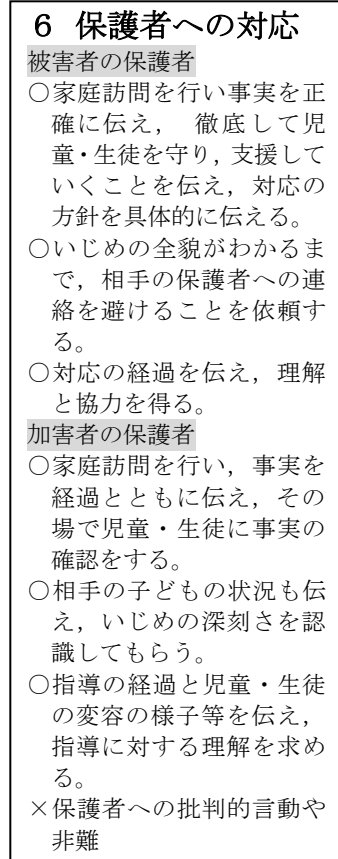 6 保護者への対応
被害者の保護者
○家庭訪問を行い事実を正
確に伝え， 徹底して児
童・生徒を守り，支援して
いくことを伝え，対応の
方針を具体的に伝える。
○いじめの全貌がわかるま
で，相手の保護者への連
絡を避けることを依頼す
る。
○対応の経過を伝え，理解
と協力を得る。
加害者の保護者
○家庭訪問を行い，事実を
経過とともに伝え，その
場で児童・生徒に事実の
確認をする。
○相手の子どもの状況も伝
え，いじめの深刻さを認
識してもらう。
○指導の経過と児童・生徒
の変容の様子等を伝え，
指導に対する理解を求め
る。
×保護者への批判的言動や
非難